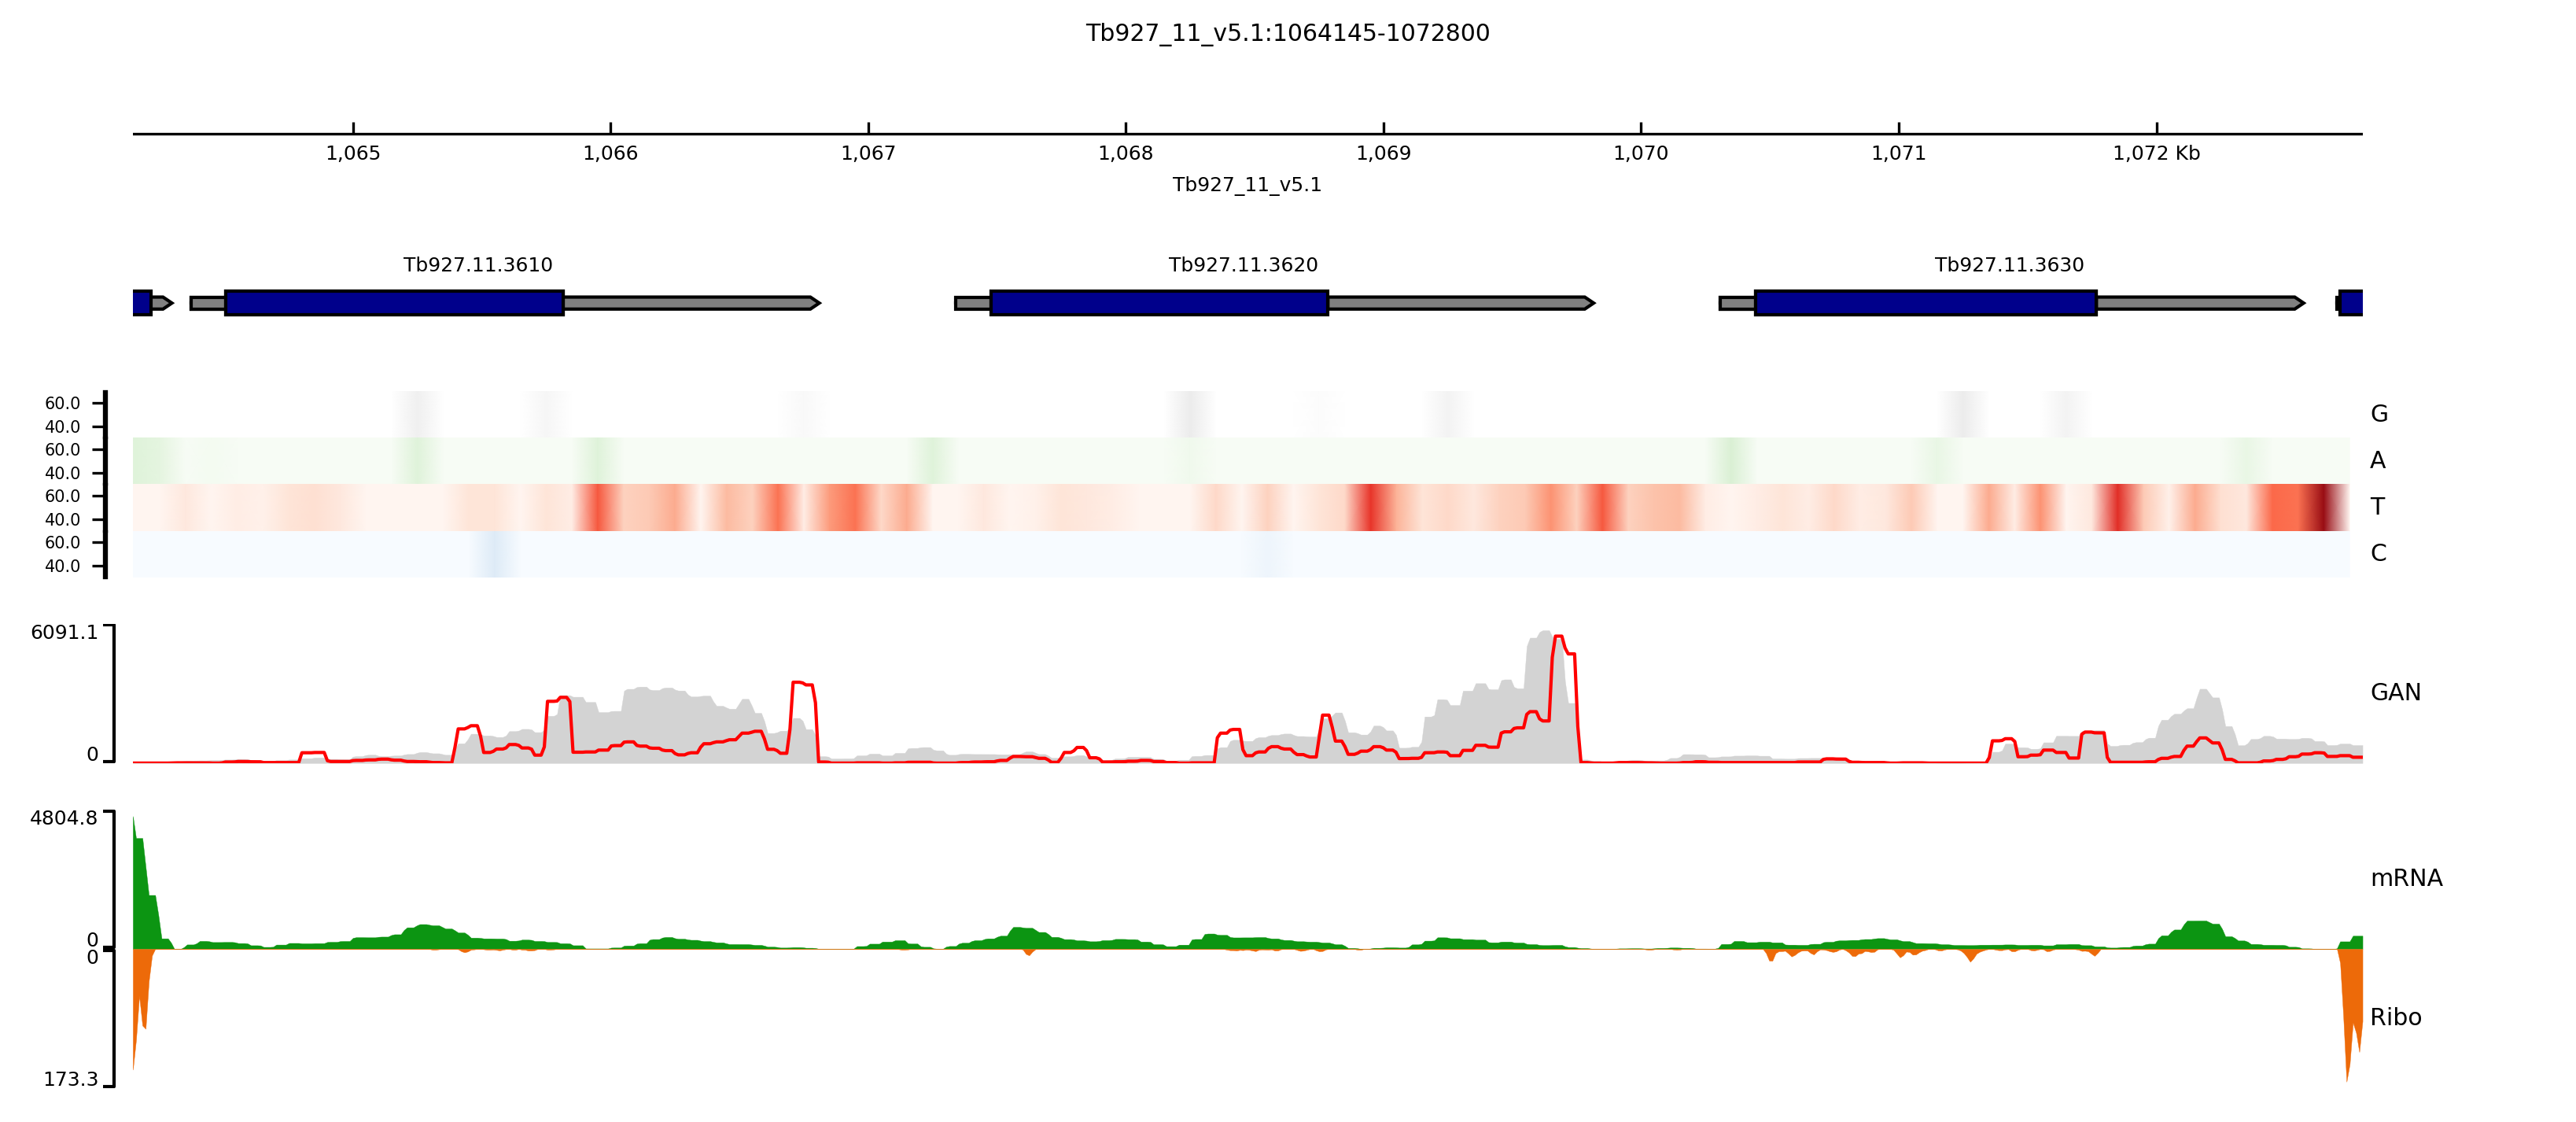 Tb927_11_v5.1:1064145-1072800
1,065 1,066 1,067 1,068 1,069 1,070 1,071 1,072 Kb
Tb927_11_v5.1
Tb927.11.3610 Tb927.11.3620 Tb927.11.3630
60.0
40.0
G
60.0
40.0
A
60.0
40.0
T
60.0
40.0
C
6091.1
0
GAN
4804.8
0
mRNA
0
173.3
Ribo